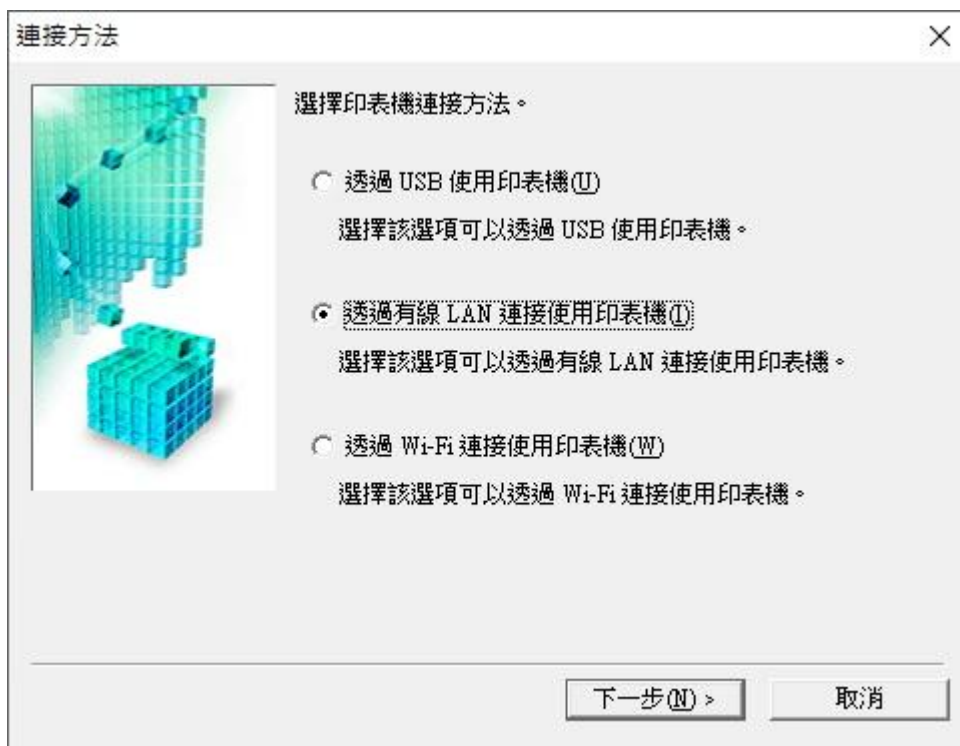 連接方法
選擇印表機連接方法。
透過 USB 使用印表機(U)
選擇該選項可以透過 USB 使用印表機。
透過有線 LAN 連接使用印表機(I)
選擇該選項可以透過有線 LAN 連接使用印表機。
透過 Wi-Fi 連接使用印表機(W)
選擇該選項可以透過 Wi-Fi 連接使用印表機。
下一步(N) >
取消